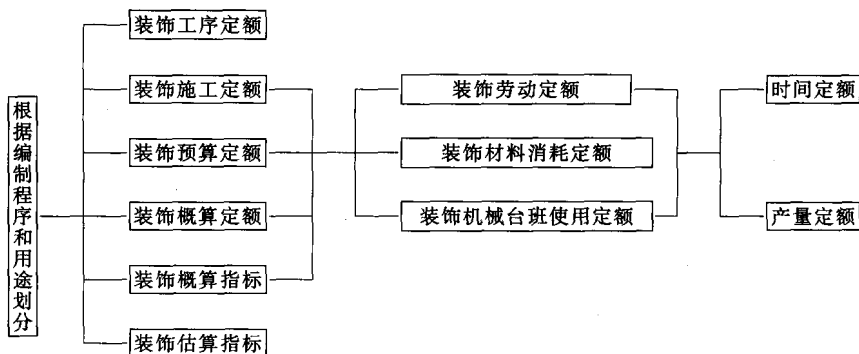 根据编制程序和用途划分
装饰工序定额
装饰施工定额
装饰预算定额
装饰概算定额
装饰概算指标
装饰估算指标
装饰劳动定额
装饰材料消耗定额
装饰机械台班使用定额
时间定额
产量定额